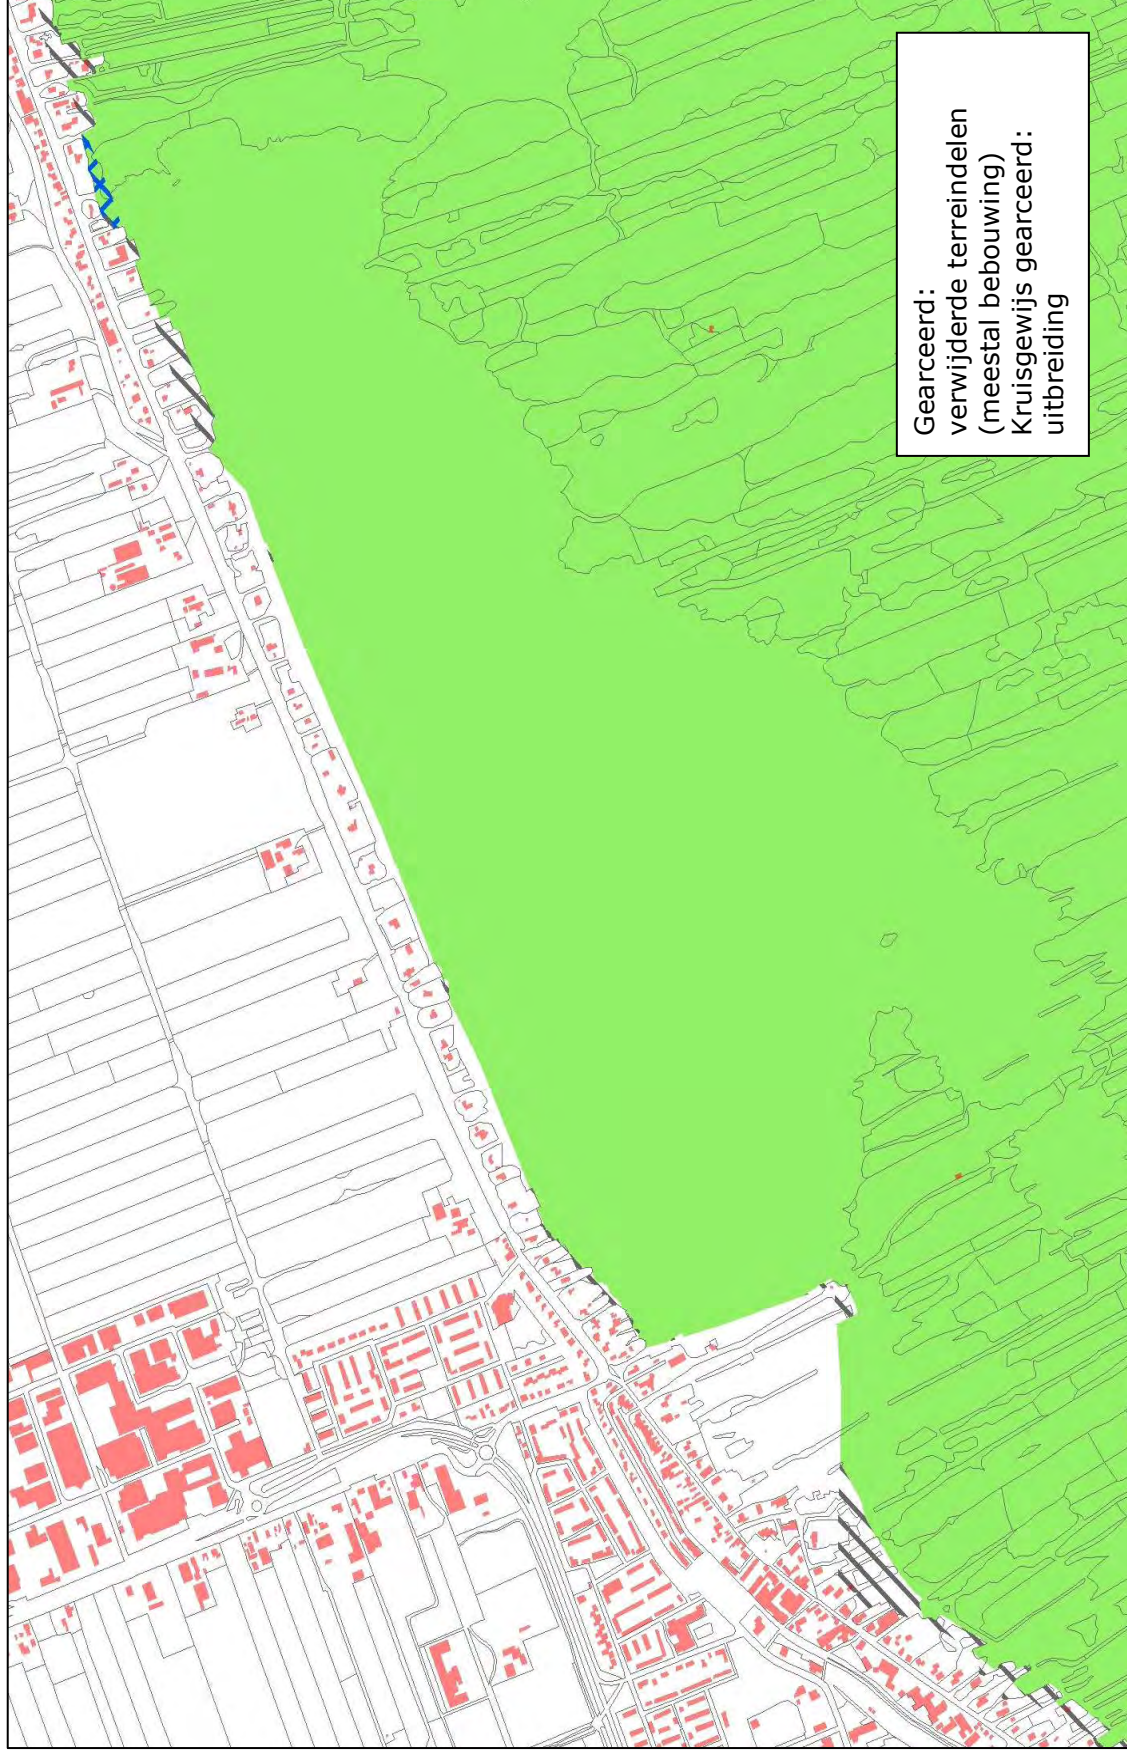 Gearceerd:
verwijderde terreindelen
(meestal bebouwing)
Kruisgewijs gearceerd:
uitbreiding